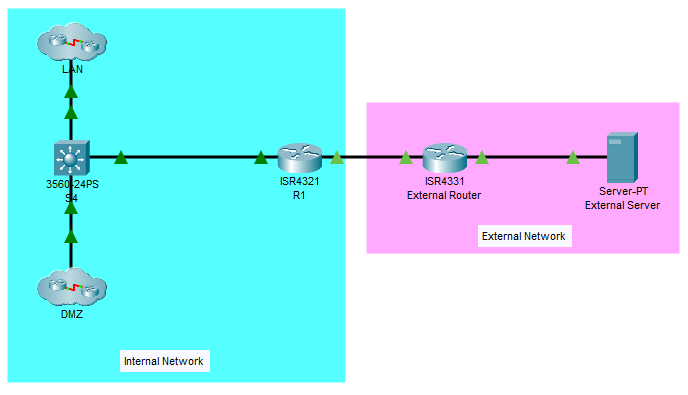 LAN
3560-24PS
S4
ISR4321
R1
ISR4331
External Router
Server-PT
External Server
External Network
DMZ
Internal Network